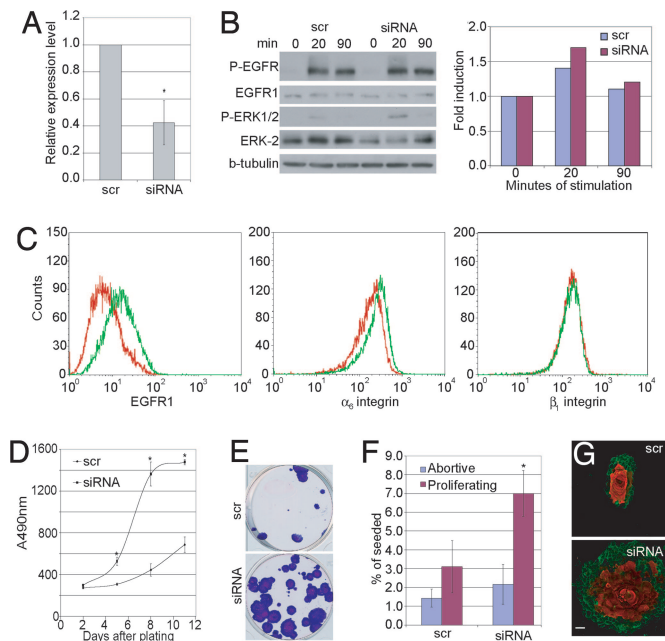 A
Relative expression level
1.2
1.0
0.8
0.6
0.4
0.2
0.0
*
scr siRNA
B
scr siRNA
min 0 20 90 0 20 90
P-EGFR
EGFR1
P-ERK1/2
ERK-2
b-tubulin
Fold induction
2.0
1.5
1.0
0.5
0.0
0 20 90
Minutes of stimulation
scr
siRNA
C
Counts
150
120
90
60
30
0
10⁰ 10¹ 10² 10³ 10⁴
EGFR1
200
160
120
80
40
0
10⁰ 10¹ 10² 10³ 10⁴
α₆ integrin
200
160
120
80
40
0
10⁰ 10¹ 10² 10³ 10⁴
β₁ integrin
D
A490nm
1600
1200
800
400
0
0 2 4 6 8 10 12
Days after plating
scr
siRNA
* * *
E
scr
siRNA
F
% of seeded
9.0
8.0
7.0
6.0
5.0
4.0
3.0
2.0
1.0
0.0
Abortive
Proliferating
*
scr siRNA
G
scr
siRNA